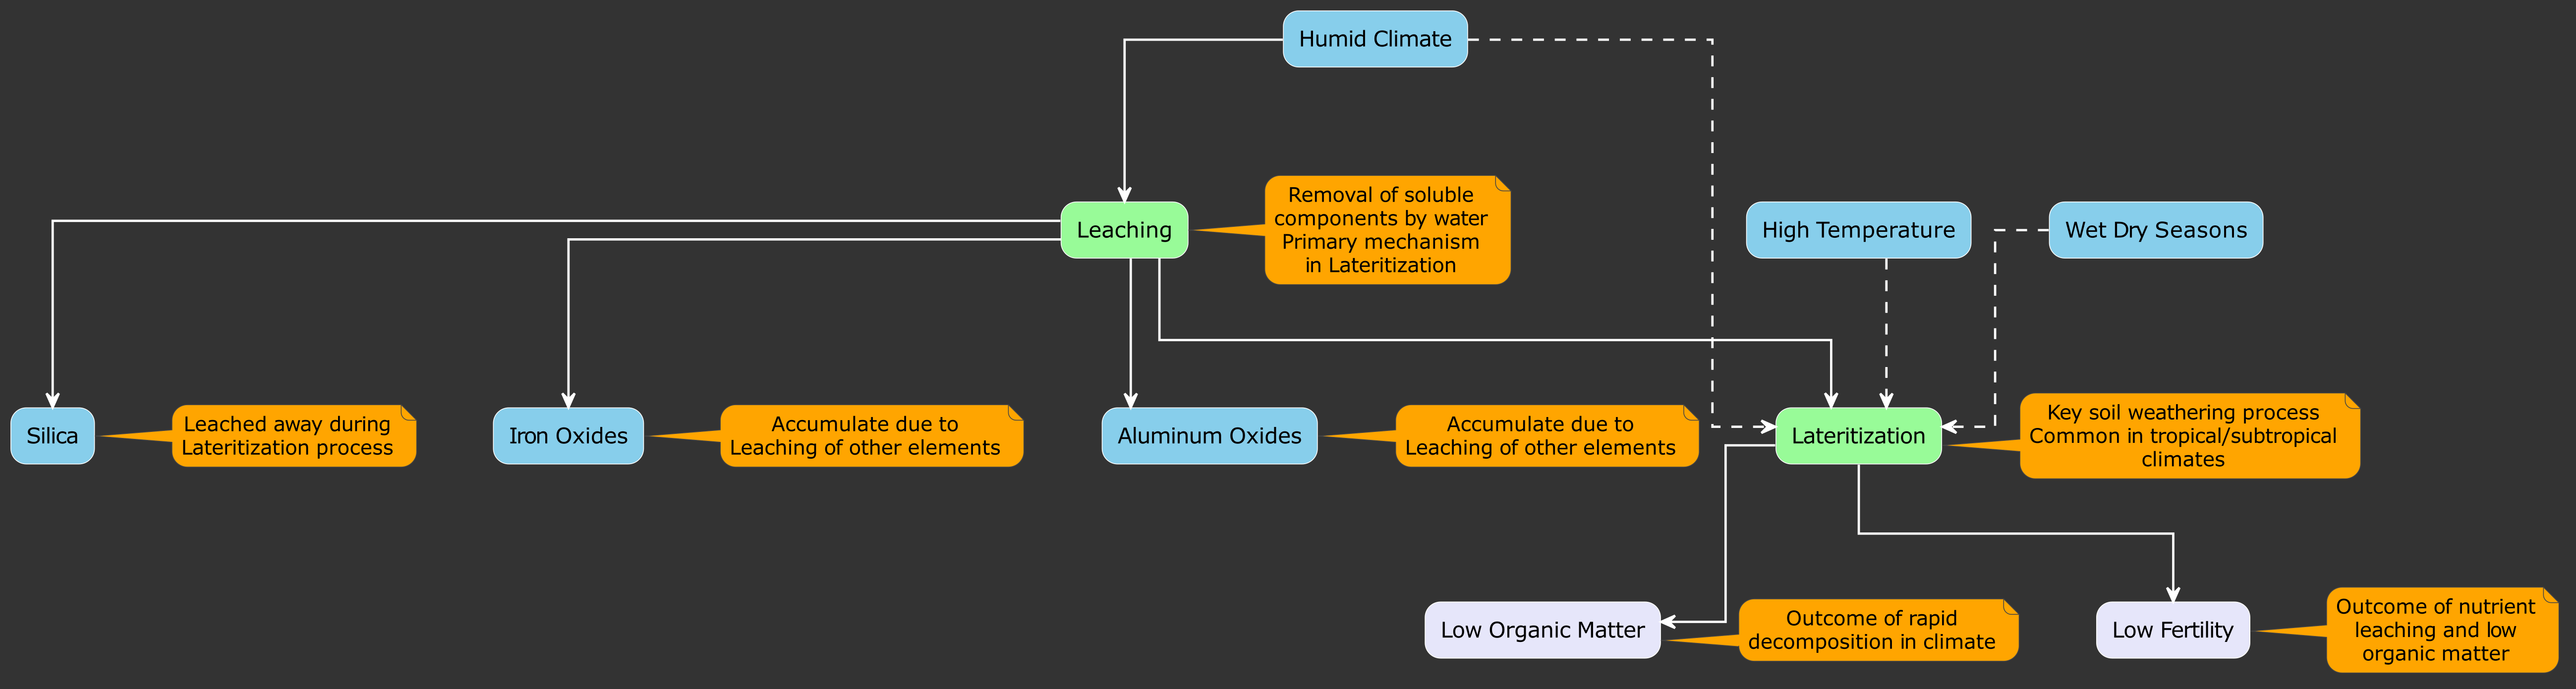 Humid Climate
Leaching
Removal of soluble
components by water
Primary mechanism
in Lateritization
High Temperature
Wet Dry Seasons
Silica
Leached away during
Lateritization process
Iron Oxides
Accumulate due to
Leaching of other elements
Aluminum Oxides
Accumulate due to
Leaching of other elements
Lateritization
Key soil weathering process
Common in tropical/subtropical
climates
Low Organic Matter
Outcome of rapid
decomposition in climate
Low Fertility
Outcome of nutrient
leaching and low
organic matter